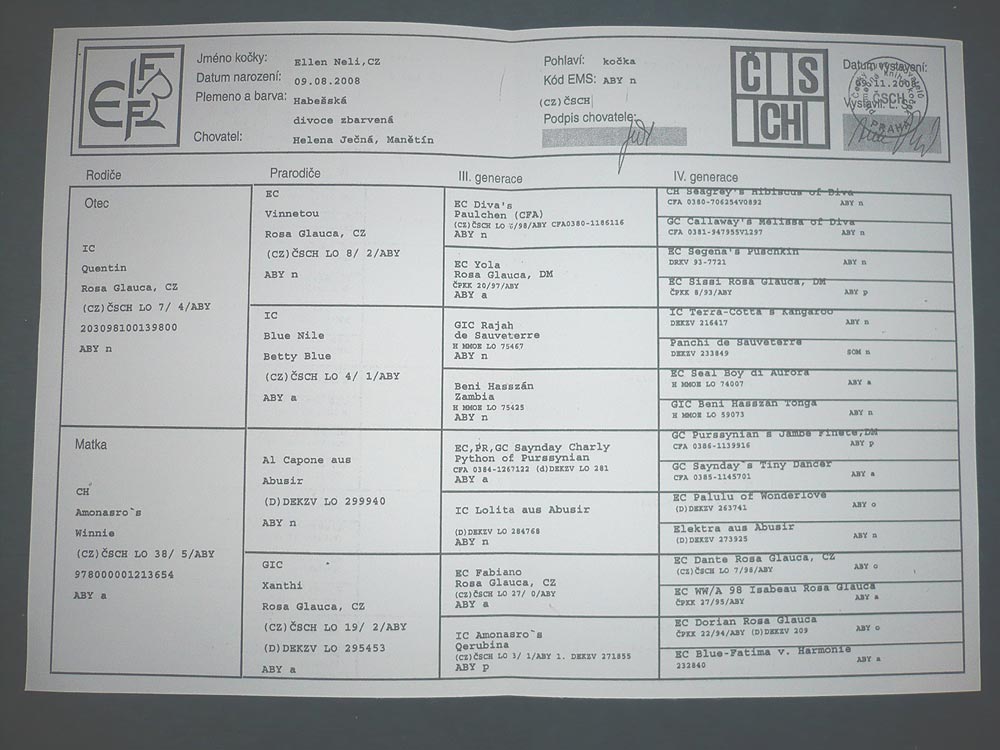 FIFe
Jméno kočky: Ellen Neli,CZ
Datum narození: 09.08.2008
Plemeno a barva: Habešská
divoce zbarvená
Chovatel: Helena Ječná, Manětín
Pohlaví: kočka
Kód EMS: ABY n
(CZ)ČSCH
Podpis chovatele:
ČSCH
Datum vystavení:
09.11.2008
Vystavil: L. S.
ČSCH
PRAHA
Rodiče
Prarodiče
III. generace
IV. generace
Otec
IC
Quentin
Rosa Glauca, CZ
(CZ)ČSCH LO 7/ 4/ABY
203098100139800
ABY n
Matka
CH
Amonasro`s
Winnie
(CZ)ČSCH LO 38/ 5/ABY
978000001213654
ABY a
EC
Vinnetou
Rosa Glauca, CZ
(CZ)ČSCH LO 8/ 2/ABY
ABY n
IC
Blue Nile
Betty Blue
(CZ)ČSCH LO 4/ 1/ABY
ABY a
Al Capone aus
Abusir
(D)DEKZV LO 299940
ABY n
GIC
Xanthi
Rosa Glauca, CZ
(CZ)ČSCH LO 19/ 2/ABY
(D)DEKZV LO 295453
ABY a
EC Diva's
Paulchen (CFA)
(CZ)ČSCH LO /98/ABY CFA0380-1186116
ABY n
EC Yola
Rosa Glauca, DM
ČPKK 20/97/ABY
ABY a
GIC Rajah
de Sauveterre
H MMOE LO 75467
ABY n
Beni Hasszán
Zambia
H MMOE LO 75425
ABY n
EC,PR,GC Saynday Charly
Python of Purssynian
CFA 0384-1267122 (d)DEKZV LO 281
ABY a
IC Lolita aus Abusir
(D)DEKZV LO 284768
ABY n
EC Fabiano
Rosa Glauca, CZ
(CZ)ČSCH LO 27/ 0/ABY
ABY a
IC Amonasro`s
Qerubina
(CZ)ČSCH LO 3/ 1/ABY 1. DEKZV 271855
ABY p
CH Seagrey's Hibiscus of Diva
CFA 0380-706254V0892 ABY n
GC Callaway's Melissa of Diva
CFA 0381-947955V1297 ABY n
EC Segena's Puschkin
DRKV 93-7721 ABY n
EC Sissi Rosa Glauca, DM
ČPKK 8/93/ABY ABY p
IC Terra-Cotta's Kangaroo
DEKZV 216417 ABY n
Panchi de Sauveterre
DEKZV 233849 SOM n
EC Seal Boy di Aurora
H MMOE LO 74007 ABY a
GIC Beni Hasszán Tonga
H MMOE LO 59073 ABY n
GC Purssynian s Jambe Finete,DM
CFA 0386-1139916 ABY p
GC Saynday`s Tiny Dancer
CFA 0385-1145701 ABY a
EC Palulu of Wonderlove
(D)DEKZV 263741 ABY o
Elektra aus Abusir
(D)DEKZV 273925 ABY n
EC Dante Rosa Glauca, CZ
(CZ)ČSCH LO 7/98/ABY ABY o
EC WW/A 98 Isabeau Rosa Glauca
ČPKK 27/95/ABY ABY a
EC Dorian Rosa Glauca
ČPKK 22/94/ABY (D)DEKZV 209 ABY o
EC Blue-Fatima v. Harmonie
232840 ABY a